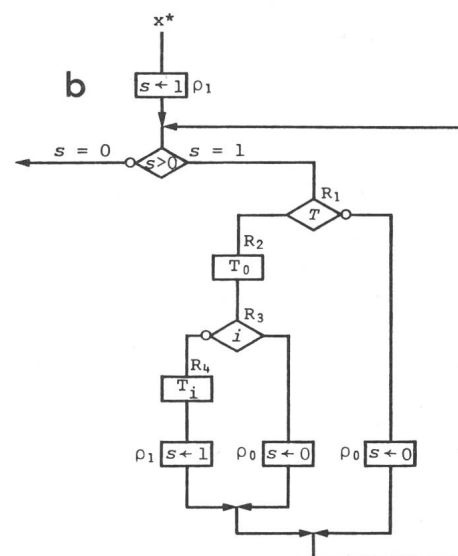 x*
b
s ← 1 ρ₁
s = 0 s>0 s = 1
R₁
T
R₂
T₀
R₃
i
R₄
Tᵢ
ρ₁ s ← 1 ρ₀ s ← 0 ρ₀ s ← 0